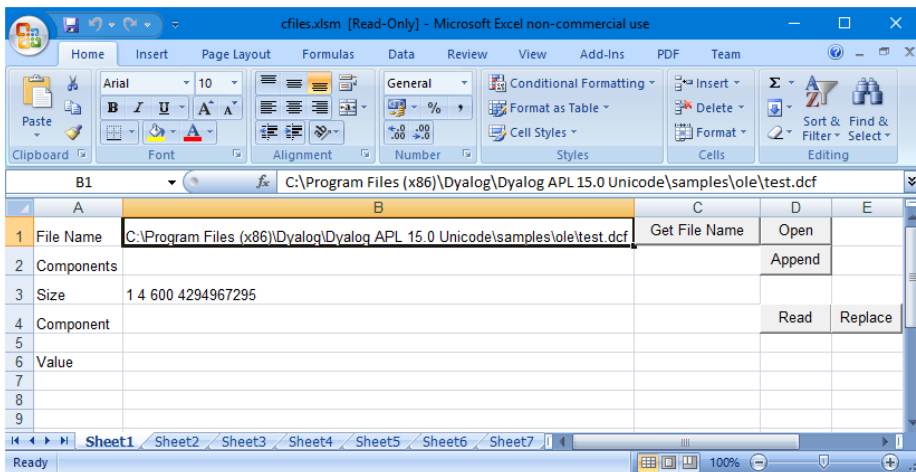 cfiles.xlsm [Read-Only] - Microsoft Excel non-commercial use
Home Insert Page Layout Formulas Data Review View Add-Ins PDF Team
Paste
Clipboard
Arial 10
B I U A A
A
Font
Alignment
General
% ,
.0 .00 .00 .0
Number
Conditional Formatting
Format as Table
Cell Styles
Styles
Insert
Delete
Format
Cells
Σ
Sort & Filter
Find & Select
Editing
B1 fx C:\Program Files (x86)\Dyalog\Dyalog APL 15.0 Unicode\samples\ole\test.dcf
A B C D E
1 File Name C:\Program Files (x86)\Dyalog\Dyalog APL 15.0 Unicode\samples\ole\test.dcf Get File Name Open
2 Components Append
3 Size 1 4 600 4294967295
4 Component Read Replace
5
6 Value
7
8
9
Sheet1 Sheet2 Sheet3 Sheet4 Sheet5 Sheet6 Sheet7
Ready 100%